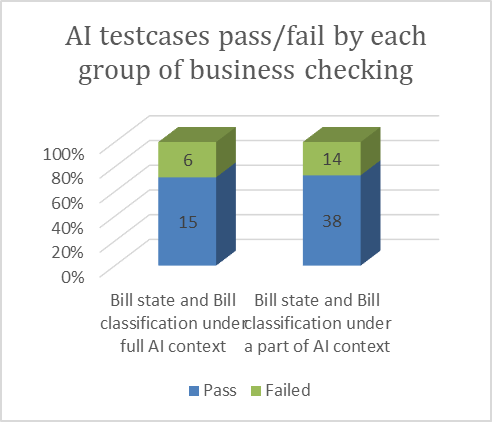 AI testcases pass/fail by each
group of business checking
100%
80%
60%
40%
20%
0%
6
14
15
38
Bill state and Bill
classification under
full AI context
Bill state and Bill
classification under
a part of AI context
Pass
Failed